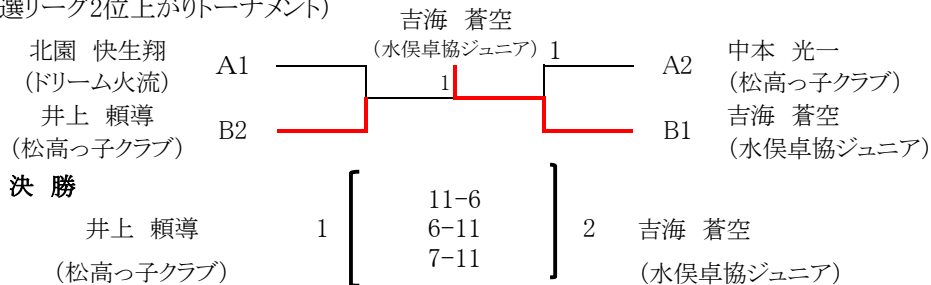 選リーグ2位上がりトーナメント)
吉海 蒼空
(水俣卓協ジュニア)
北園 快生翔
(ドリーム火流)
A1
1
A2
中本 光一
(松高っ子クラブ)
1
井上 頼導
(松高っ子クラブ)
B2
B1
吉海 蒼空
(水俣卓協ジュニア)
決 勝
井上 頼導
(松高っ子クラブ)
1
11-6
6-11
7-11
2
吉海 蒼空
(水俣卓協ジュニア)